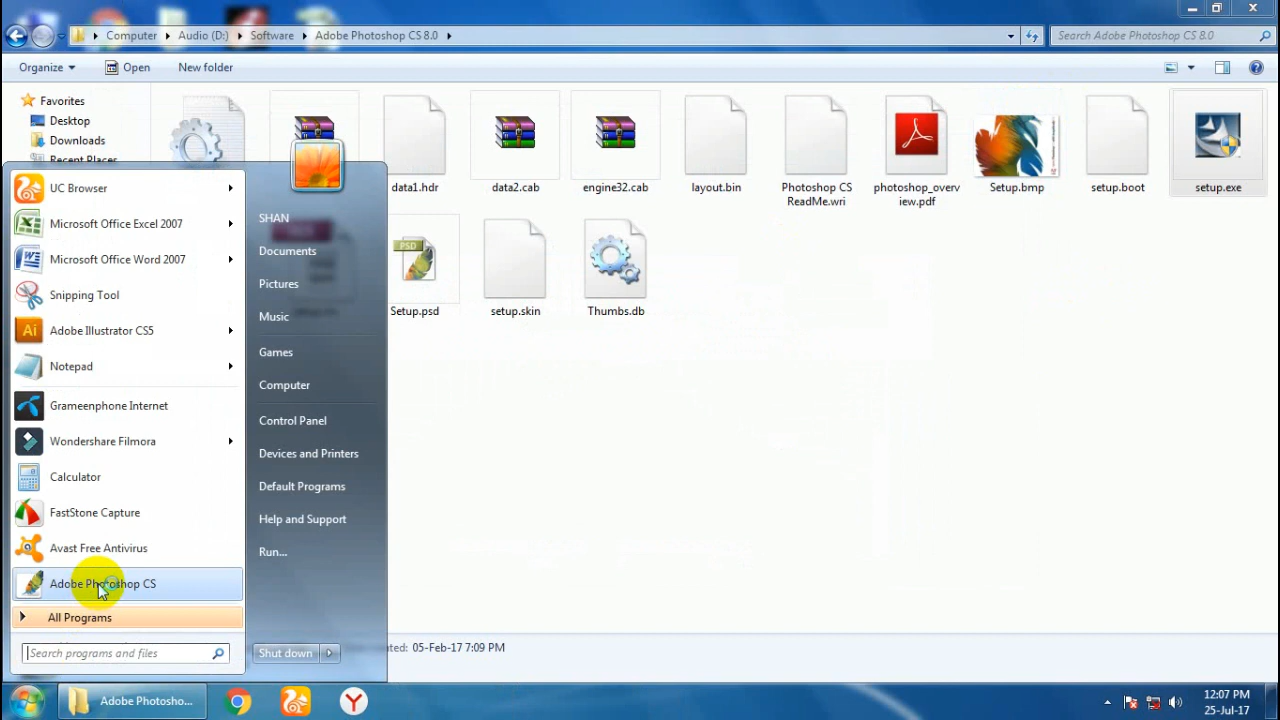 Computer Audio (D:) Software Adobe Photoshop CS 8.0
Search Adobe Photoshop CS 8.0
Organize Open New folder
Favorites
Desktop
Downloads
Recent Places
data1.hdr
data2.cab
engine32.cab
layout.bin
Photoshop CS
ReadMe.wri
photoshop_overv
iew.pdf
Setup.bmp
setup.boot
setup.exe
PSD
Setup.psd
setup.skin
Thumbs.db
UC Browser
Microsoft Office Excel 2007
Microsoft Office Word 2007
Snipping Tool
Ai
Adobe Illustrator CS5
Notepad
Grameenphone Internet
Wondershare Filmora
Calculator
FastStone Capture
Avast Free Antivirus
Adobe Photoshop CS
All Programs
Search programs and files
SHAN
Documents
Pictures
Music
Games
Computer
Control Panel
Devices and Printers
Default Programs
Help and Support
Run...
Shut down
05-Feb-17 7:09 PM
Adobe Photosho...
12:07 PM
25-Jul-17